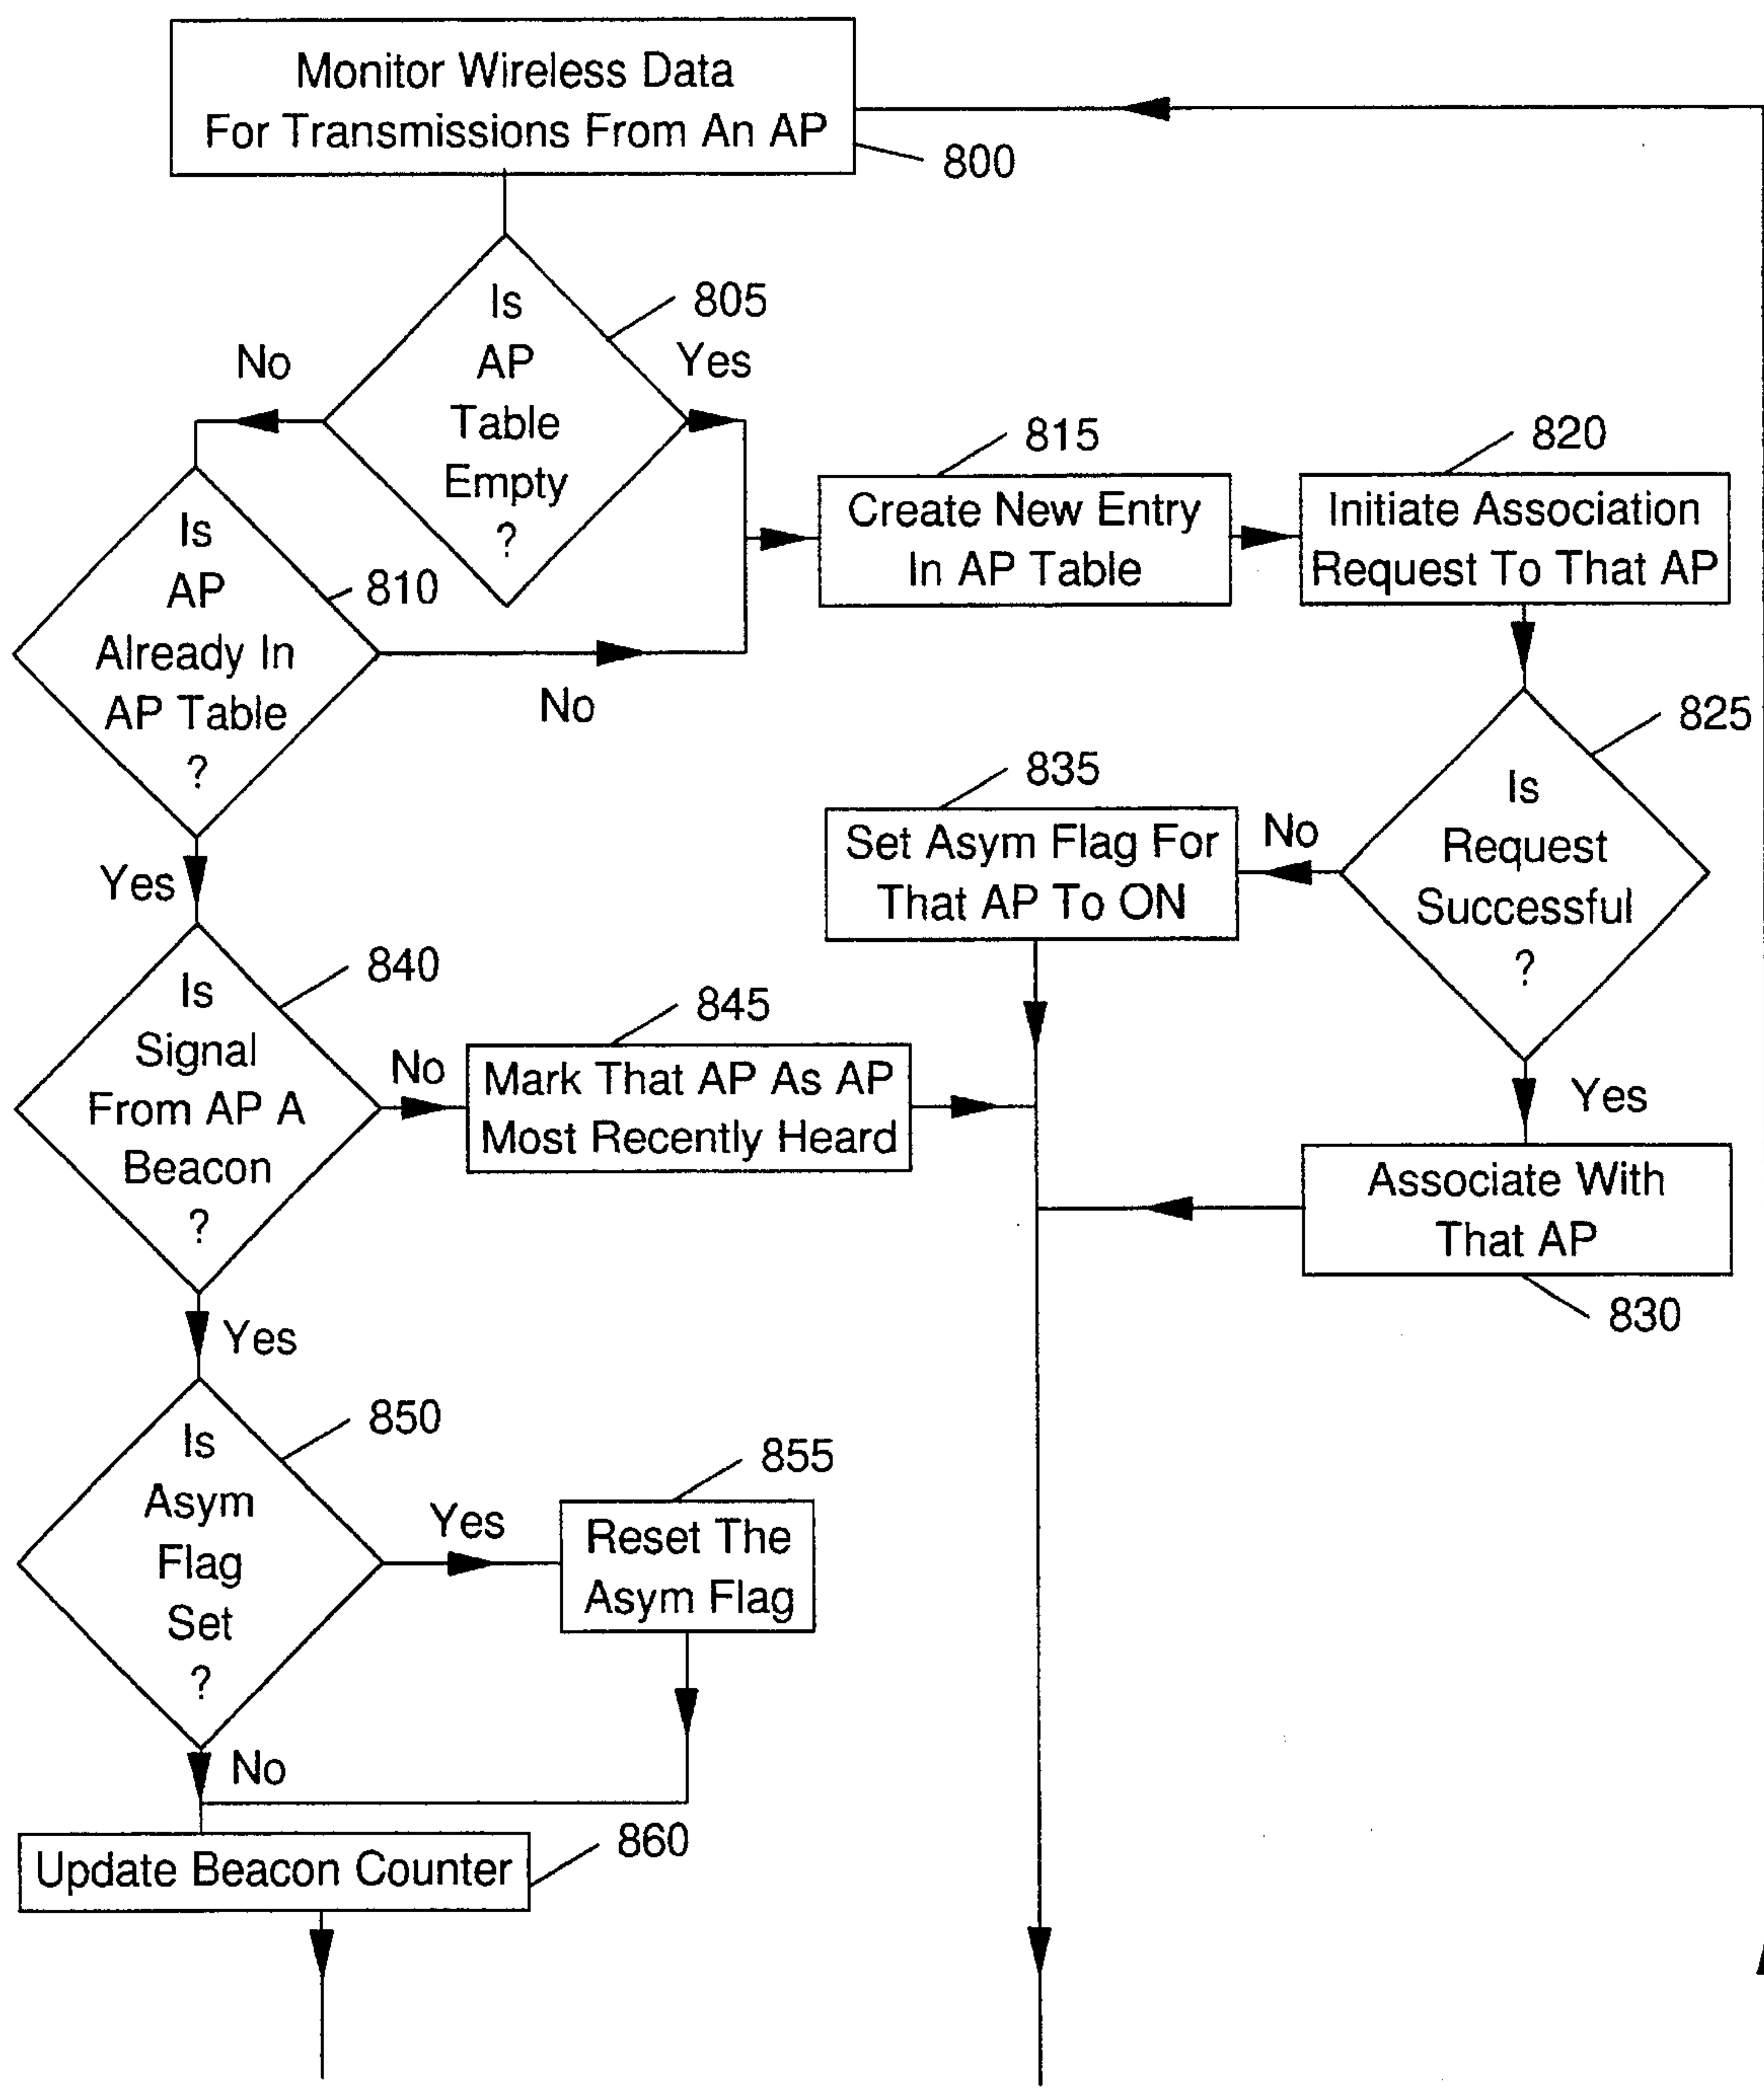 Monitor Wireless Data
For Transmissions From An AP
800
Is
AP
Table
Empty
?
805
No
Yes
Is
AP
Already In
AP Table
?
810
No
Yes
815
Create New Entry
In AP Table
820
Initiate Association
Request To That AP
825
Is
Request
Successful
?
No
Yes
835
Set Asym Flag For
That AP To ON
Associate With
That AP
830
840
Is
Signal
From AP A
Beacon
?
No
Yes
845
Mark That AP As AP
Most Recently Heard
850
Is
Asym
Flag
Set
?
Yes
No
855
Reset The
Asym Flag
Update Beacon Counter
860